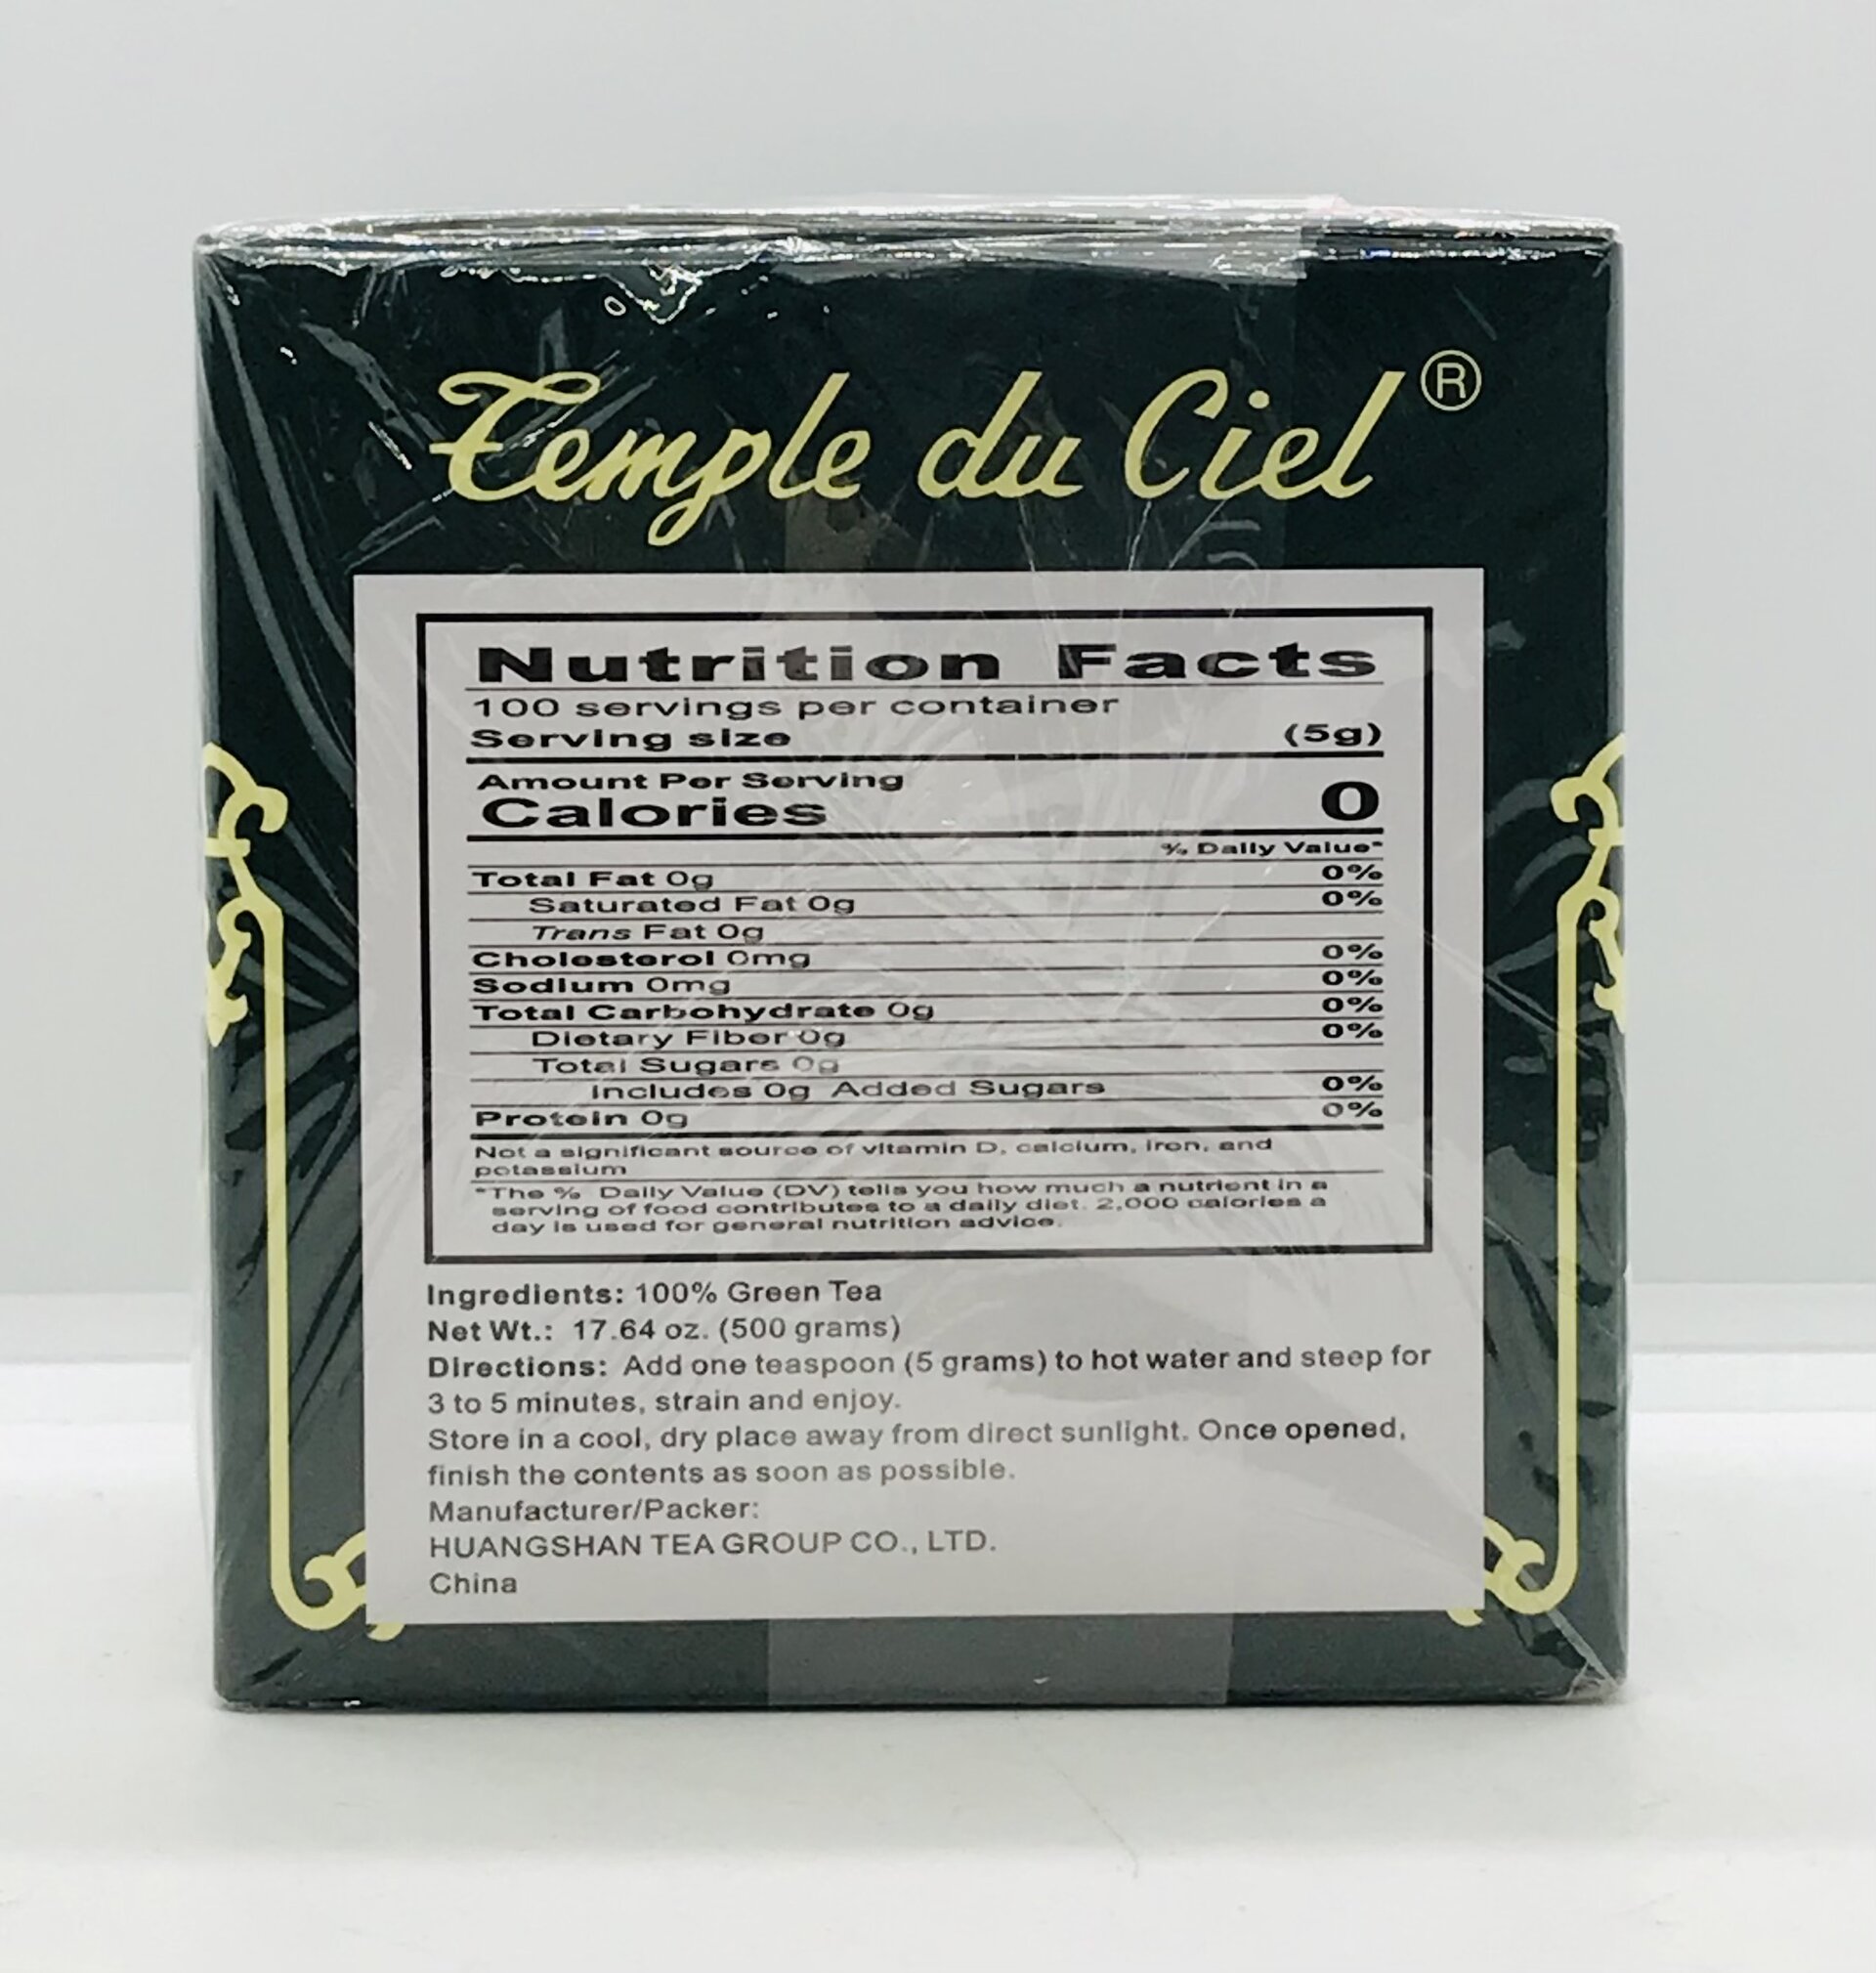 Temple du Ciel ®
Nutrition Facts
100 servings per container
Serving size (5g)
Amount Per Serving
Calories 0
% Daily Value*
Total Fat 0g 0%
Saturated Fat 0g 0%
Trans Fat 0g
Cholesterol 0mg 0%
Sodium 0mg 0%
Total Carbohydrate 0g 0%
Dietary Fiber 0g 0%
Total Sugars 0g
Includes 0g Added Sugars 0%
Protein 0g 0%
Not a significant source of vitamin D, calcium, iron, and
potassium
*The % Daily Value (DV) tells you how much a nutrient in a
serving of food contributes to a daily diet. 2,000 calories a
day is used for general nutrition advice.
Ingredients: 100% Green Tea
Net Wt.: 17.64 oz. (500 grams)
Directions: Add one teaspoon (5 grams) to hot water and steep for
3 to 5 minutes, strain and enjoy.
Store in a cool, dry place away from direct sunlight. Once opened,
finish the contents as soon as possible.
Manufacturer/Packer:
HUANGSHAN TEA GROUP CO., LTD.
China